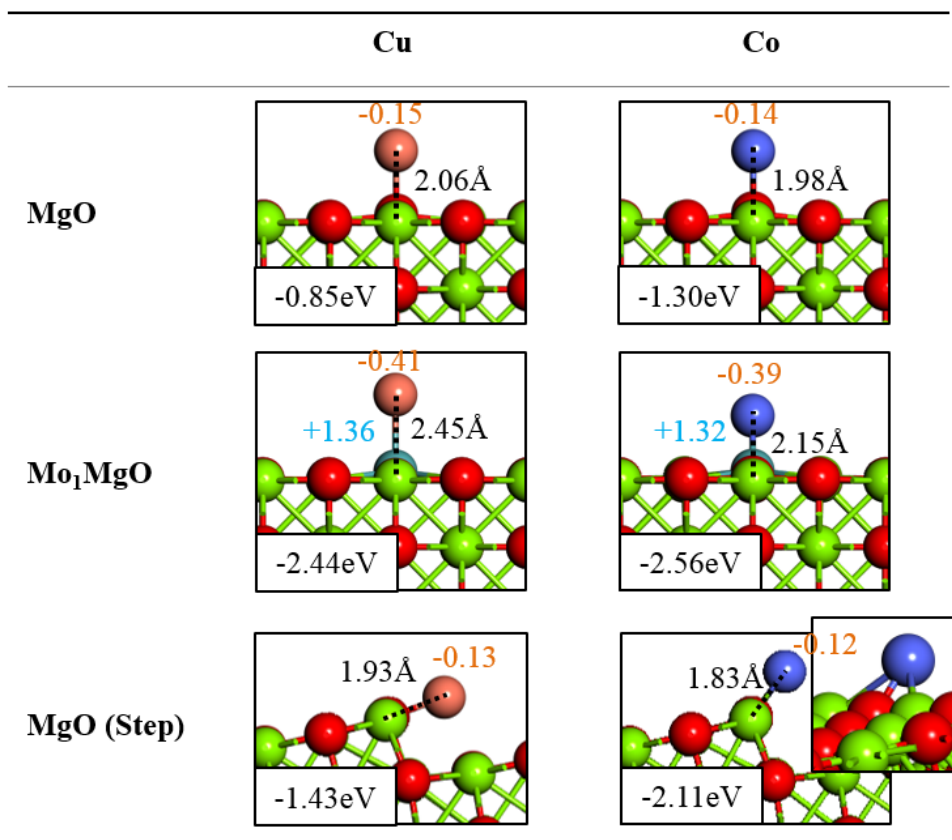 Cu Co
MgO
-0.15
2.06Å
-0.85eV
-0.14
1.98Å
-1.30eV
Mo₁MgO
-0.41
+1.36
2.45Å
-2.44eV
-0.39
+1.32
2.15Å
-2.56eV
MgO (Step)
-0.13
1.93Å
-1.43eV
-0.12
1.83Å
-2.11eV